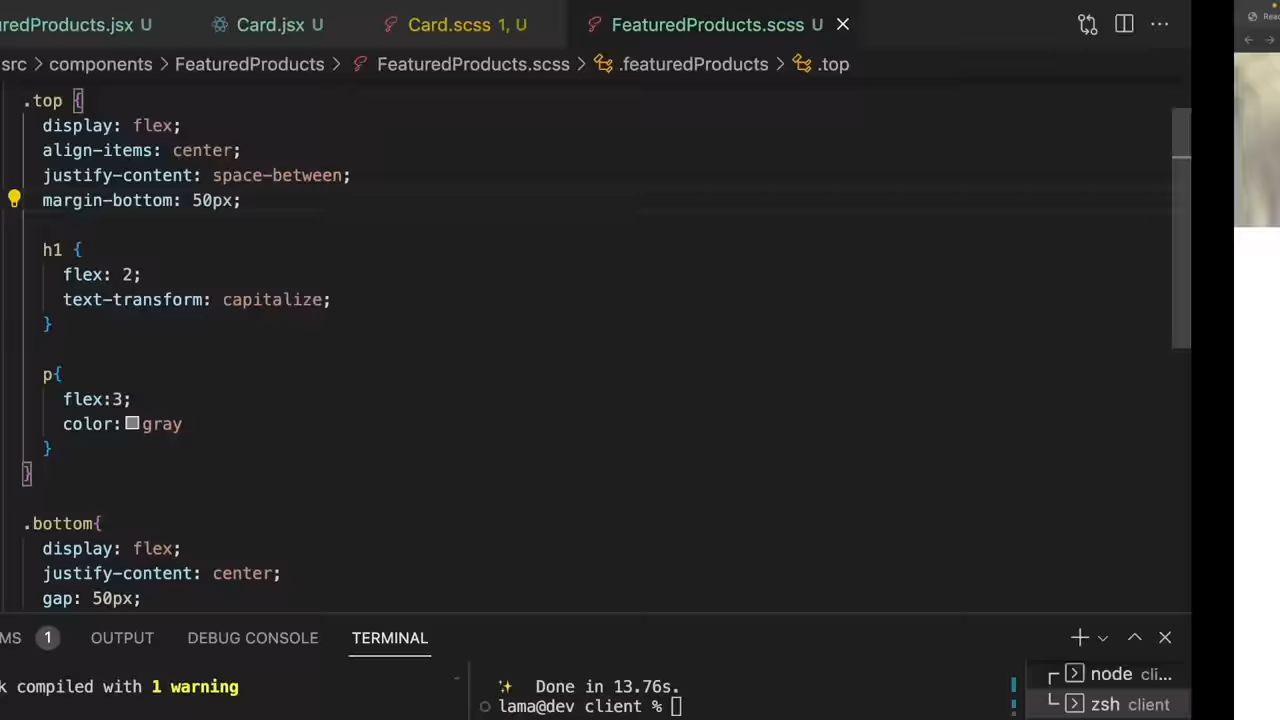 redProducts.jsx U Card.jsx U Card.scss 1, U FeaturedProducts.scss U
src > components > FeaturedProducts > FeaturedProducts.scss > .featuredProducts > .top
.top {
display: flex;
align-items: center;
justify-content: space-between;
margin-bottom: 50px;
h1 {
flex: 2;
text-transform: capitalize;
}
p{
flex:3;
color: gray
}
}
.bottom{
display: flex;
justify-content: center;
gap: 50px;
MS 1 OUTPUT DEBUG CONSOLE TERMINAL
k compiled with 1 warning
Done in 13.76s.
lama@dev client %
node cli...
zsh client